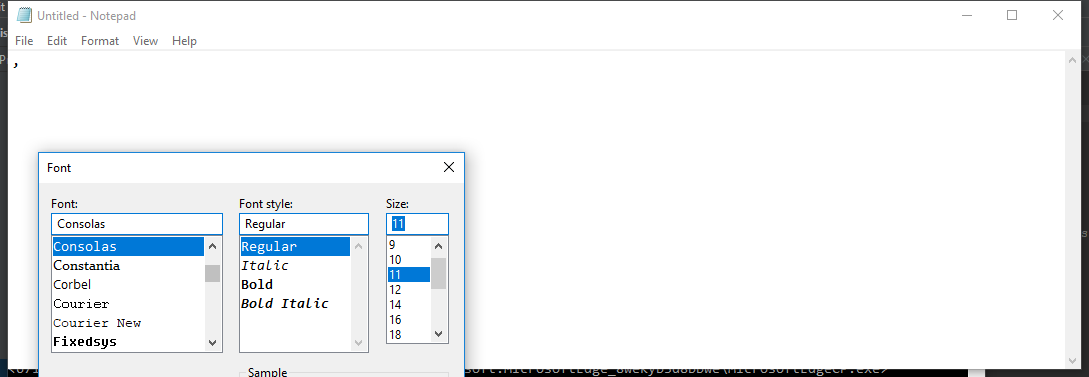 Untitled - Notepad
File Edit Format View Help
,
Font
Font: Font style: Size:
Consolas Regular 11
Consolas Regular 9
Constantia Italic 10
Corbel Bold 11
Courier Bold Italic 12
Courier New 14
Fixedsys 16
18
Sample